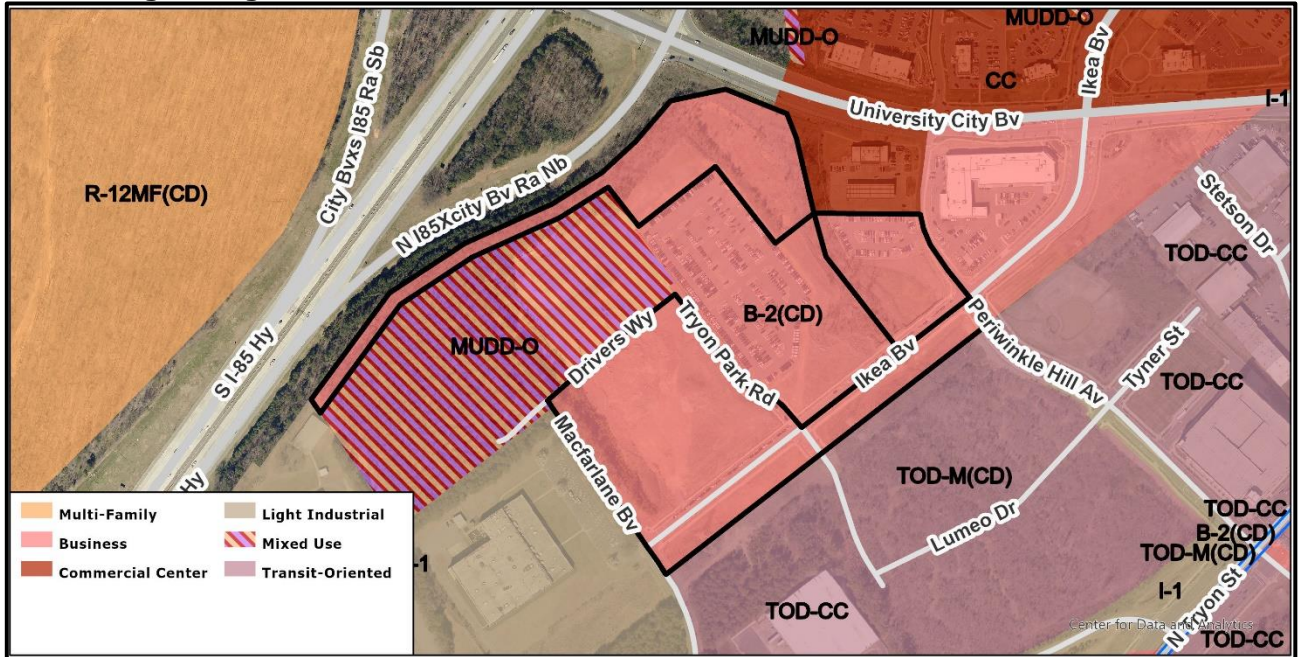 MUDD-O
MUDD-O
CC
Ikea Bv
I-1
University City Bv
City Bvxs I85 Ra Sb
R-12MF(CD)
N I85Xcity Bv Ra Nb
Stetson Dr
TOD-CC
S I-85 Hy
MUDD-O
Drivers Wy
Tryon Park Rd
B-2(CD)
Ikea Bv
Periwinkle Hill Av
Tyner St
TOD-CC
Macfarlane Bv
TOD-M(CD)
Lumeo Dr
Hy
TOD-CC
B-2(CD)
TOD-M(CD)
I-1
N Tryon St
TOD-CC
TOD-CC
-1
Multi-Family
Light Industrial
Business
Mixed Use
Commercial Center
Transit-Oriented
Center for Data and Analytics